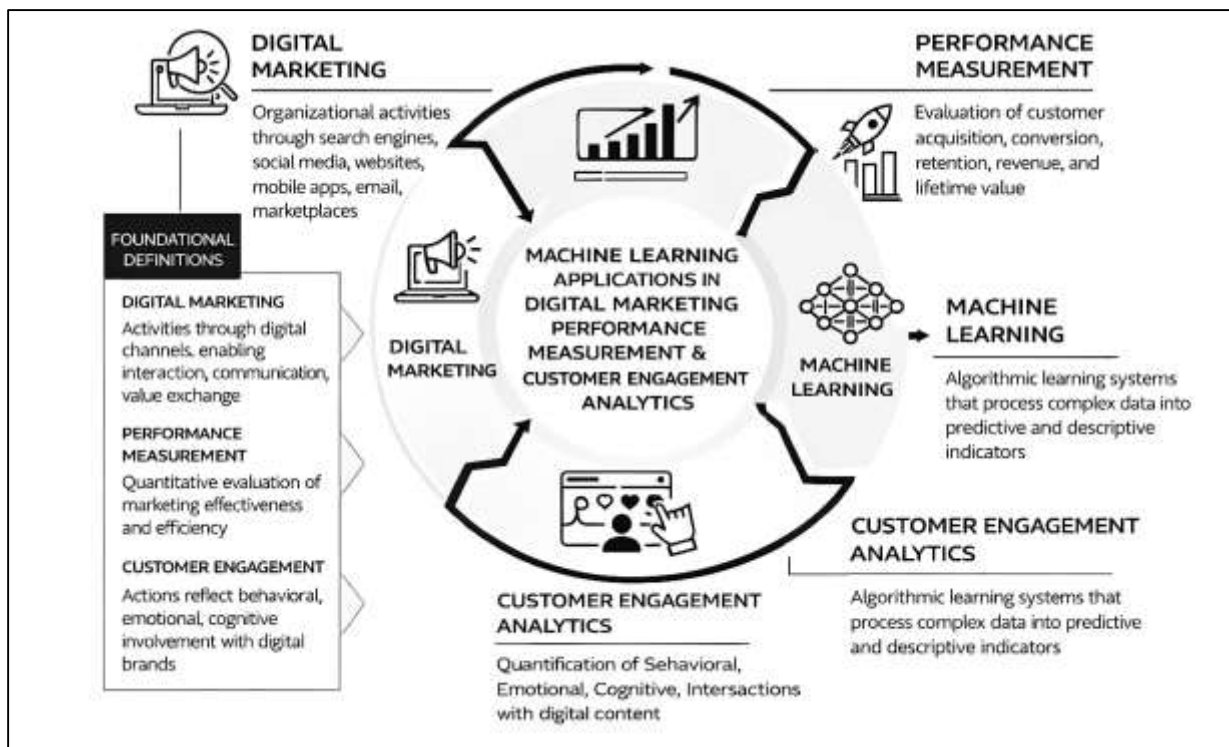 DIGITAL
MARKETING
Organizational activities
through search engines,
social media, websites,
mobile apps, email,
marketplaces
PERFORMANCE
MEASUREMENT
Evaluation of customer
acquisition, conversion,
retention, revenue, and
lifetime value
FOUNDATIONAL
DEFINITIONS
DIGITAL MARKETING
Activities through digital
channels, enabling
interaction, communication,
value exchange
PERFORMANCE
MEASUREMENT
Quantitative evaluation of
marketing effectiveness
and efficiency
CUSTOMER ENGAGEMENT
Actions reflect behavioral,
emotional, cognitive
involvement with digital
brands
DIGITAL
MARKETING
MACHINE LEARNING
APPLICATIONS IN
DIGITAL MARKETING
PERFORMANCE
MEASUREMENT &
CUSTOMER ENGAGEMENT
ANALYTICS
MACHINE
LEARNING
MACHINE
LEARNING
Algorithmic learning systems
that process complex data into
predictive and descriptive
indicators
CUSTOMER ENGAGEMENT
ANALYTICS
Algorithmic learning systems that
process complex data into predictive
and descriptive indicators
CUSTOMER ENGAGEMENT
ANALYTICS
Quantification of Sehavioral,
Emotional, Cognitive, Intersactions
with digital content